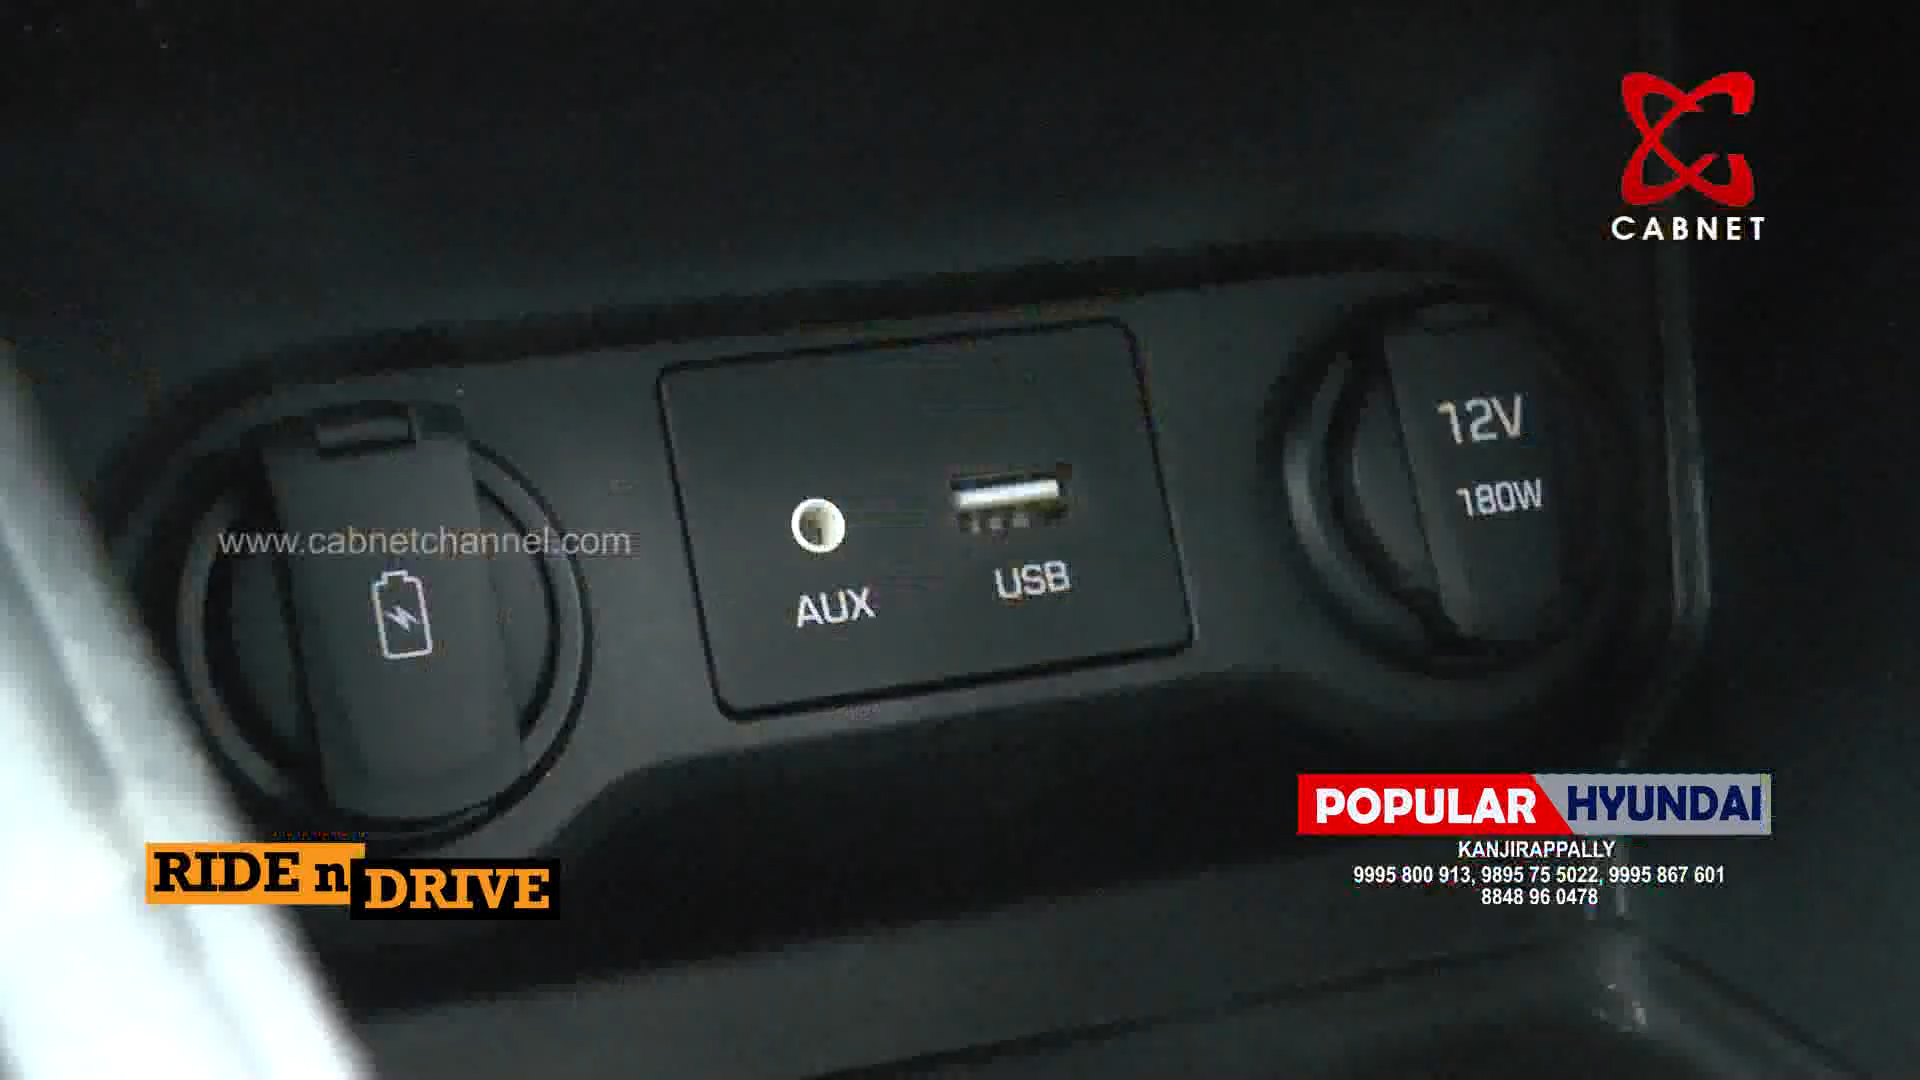 CABNET
12V
180W
www.cabnetchannel.com
AUX
USB
POPULAR HYUNDAI
KANJIRAPPALLY
9995 800 913, 9895 75 5022, 9995 867 601
8848 96 0478
RIDE n
DRIVE